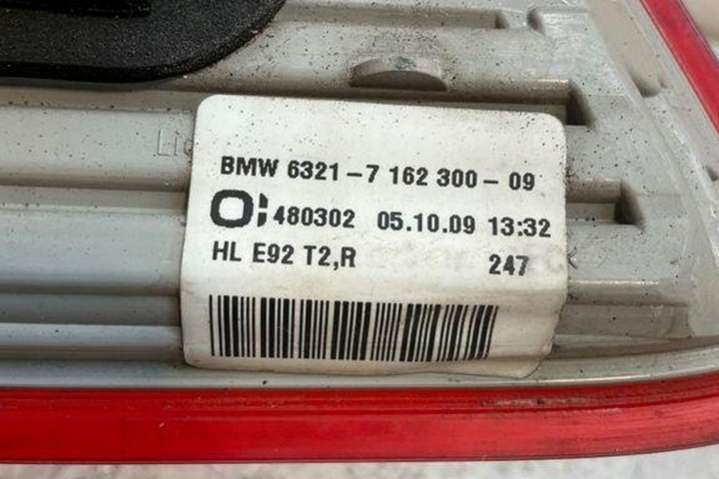 BMW 6321-7 162 300-09
480302 05.10.09 13:32
HL E92 T2,R 247